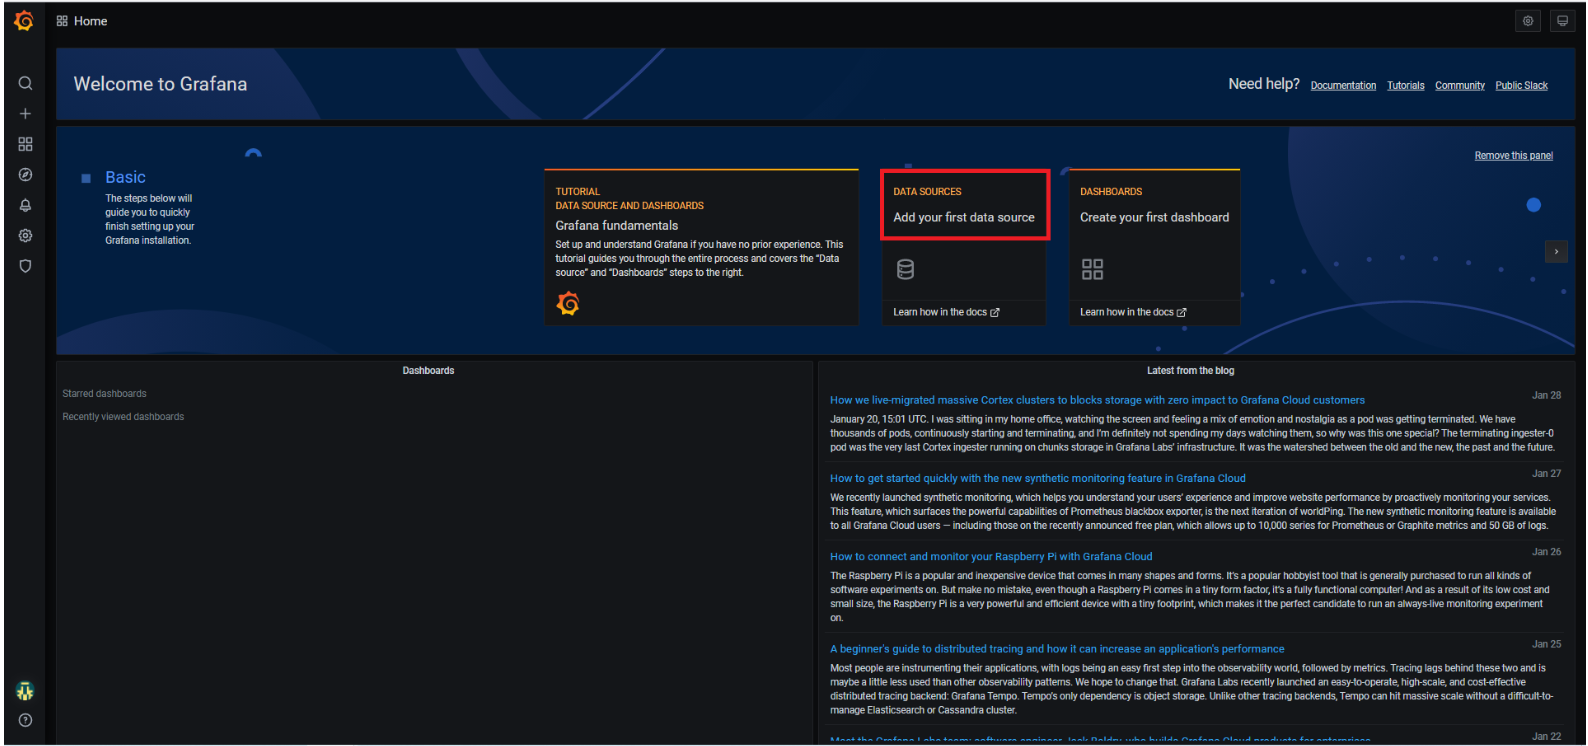 Home
Welcome to Grafana
Need help? Documentation Tutorials Community Public Slack
Remove this panel
Basic
The steps below will
guide you to quickly
finish setting up your
Grafana installation.
TUTORIAL
DATA SOURCE AND DASHBOARDS
Grafana fundamentals
Set up and understand Grafana if you have no prior experience. This
tutorial guides you through the entire process and covers the “Data
source” and “Dashboards” steps to the right.
DATA SOURCES
Add your first data source
Learn how in the docs
DASHBOARDS
Create your first dashboard
Learn how in the docs
Dashboards
Starred dashboards
Recently viewed dashboards
Latest from the blog
How we live-migrated massive Cortex clusters to blocks storage with zero impact to Grafana Cloud customers
Jan 28
January 20, 15:01 UTC. I was sitting in my home office, watching the screen and feeling a mix of emotion and nostalgia as a pod was getting terminated. We have
thousands of pods, continuously starting and terminating, and I'm definitely not spending my days watching them, so why was this one special? The terminating ingester-0
pod was the very last Cortex ingester running on chunks storage in Grafana Labs' infrastructure. It was the watershed between the old and the new, the past and the future.
How to get started quickly with the new synthetic monitoring feature in Grafana Cloud
Jan 27
We recently launched synthetic monitoring, which helps you understand your users' experience and improve website performance by proactively monitoring your services.
This feature, which surfaces the powerful capabilities of Prometheus blackbox exporter, is the next iteration of worldPing. The new synthetic monitoring feature is available
to all Grafana Cloud users — including those on the recently announced free plan, which allows up to 10,000 series for Prometheus or Graphite metrics and 50 GB of logs.
How to connect and monitor your Raspberry Pi with Grafana Cloud
Jan 26
The Raspberry Pi is a popular and inexpensive device that comes in many shapes and forms. It's a popular hobbyist tool that is generally purchased to run all kinds of
software experiments on. But make no mistake, even though a Raspberry Pi comes in a tiny form factor, it's a fully functional computer! And as a result of its low cost and
small size, the Raspberry Pi is a very powerful and efficient device with a tiny footprint, which makes it the perfect candidate to run an always-live monitoring experiment
on.
A beginner's guide to distributed tracing and how it can increase an application's performance
Jan 25
Most people are instrumenting their applications, with logs being an easy first step into the observability world, followed by metrics. Tracing lags behind these two and is
maybe a little less used than other observability patterns. We hope to change that. Grafana Labs recently launched an easy-to-operate, high-scale, and cost-effective
distributed tracing backend: Grafana Tempo. Tempo's only dependency is object storage. Unlike other tracing backends, Tempo can hit massive scale without a difficult-to-
manage Elasticsearch or Cassandra cluster.
Meet the Grafana Labs team: software engineer Jack Baldry, who builds Grafana Cloud products for enterprises
Jan 22